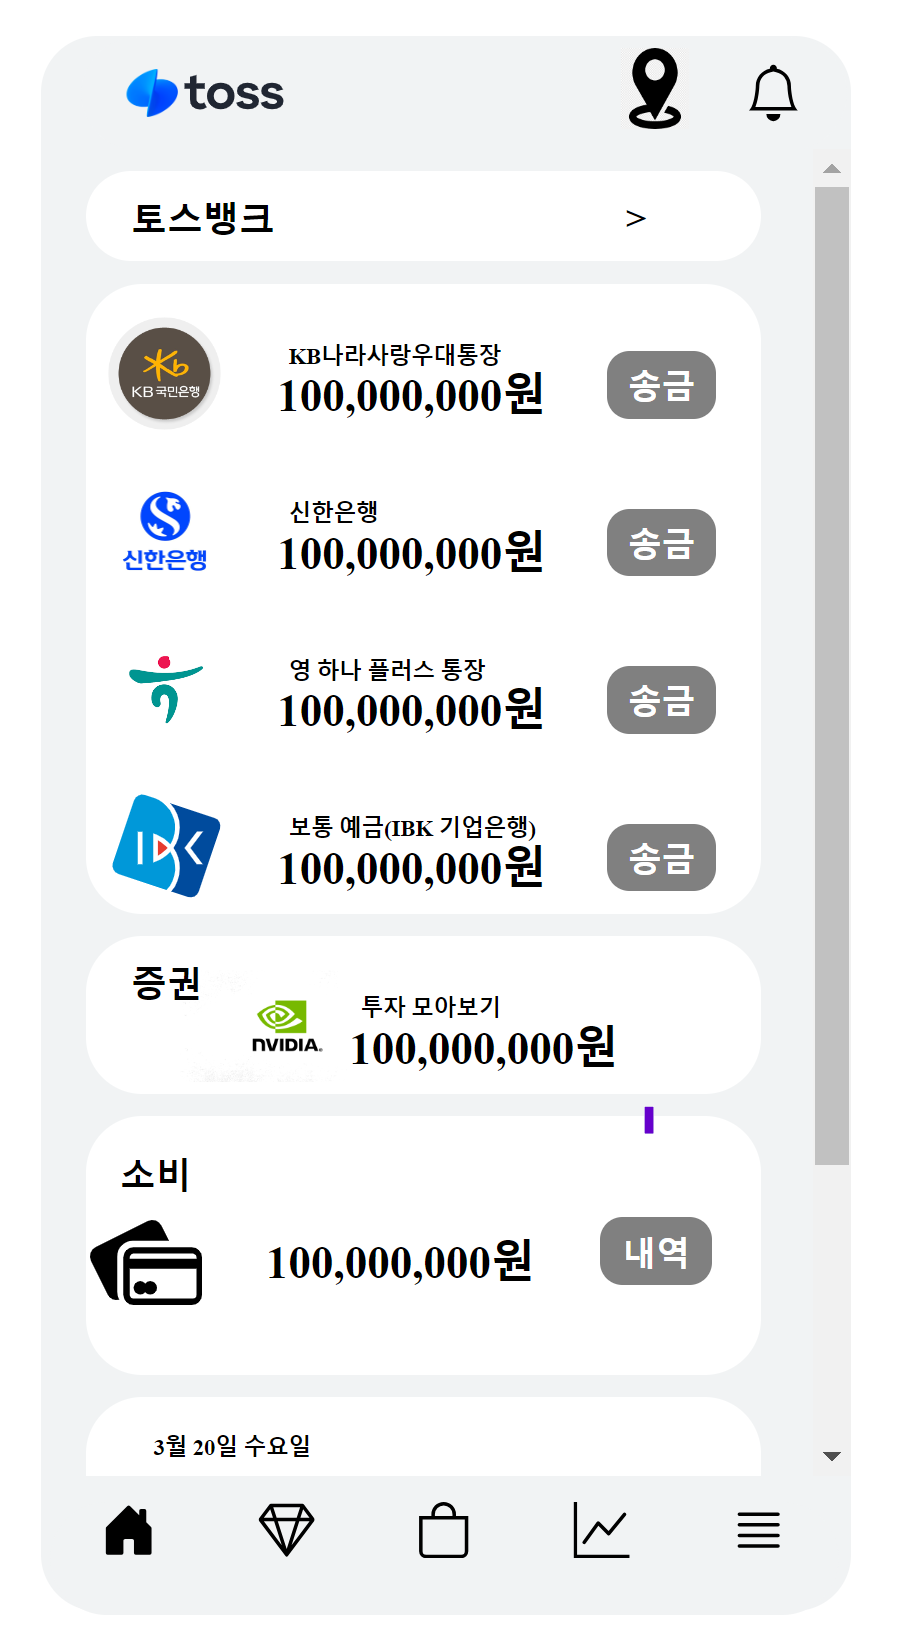 toss
토스뱅크 >
KB국민은행
KB나라사랑우대통장
100,000,000원
송금
신한은행
신한은행
100,000,000원
송금
영 하나 플러스 통장
100,000,000원
송금
IBK
보통 예금(IBK 기업은행)
100,000,000원
송금
증권
NVIDIA.
투자 모아보기
100,000,000원
소비
100,000,000원
내역
3월 20일 수요일